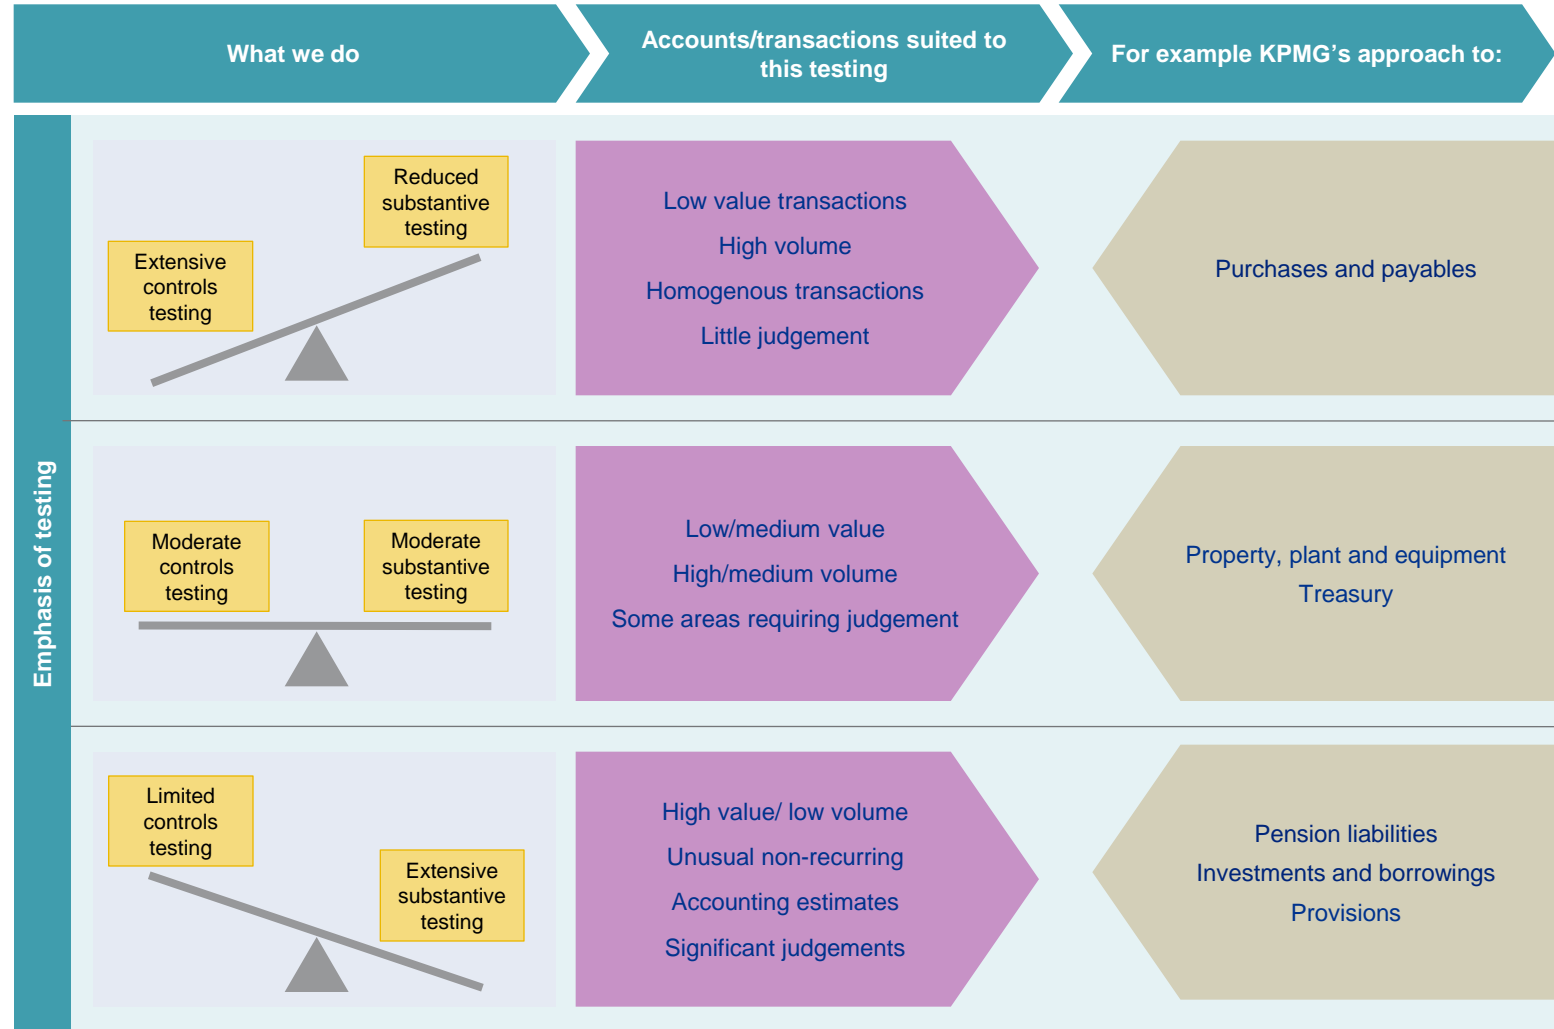 What we do
Accounts/transactions suited to
this testing
For example KPMG's approach to:
Emphasis of testing
Extensive
controls
testing
Reduced
substantive
testing
Low value transactions
High volume
Homogenous transactions
Little judgement
Purchases and payables
Moderate
controls
testing
Moderate
substantive
testing
Low/medium value
High/medium volume
Some areas requiring judgement
Property, plant and equipment
Treasury
Limited
controls
testing
Extensive
substantive
testing
High value/ low volume
Unusual non-recurring
Accounting estimates
Significant judgements
Pension liabilities
Investments and borrowings
Provisions